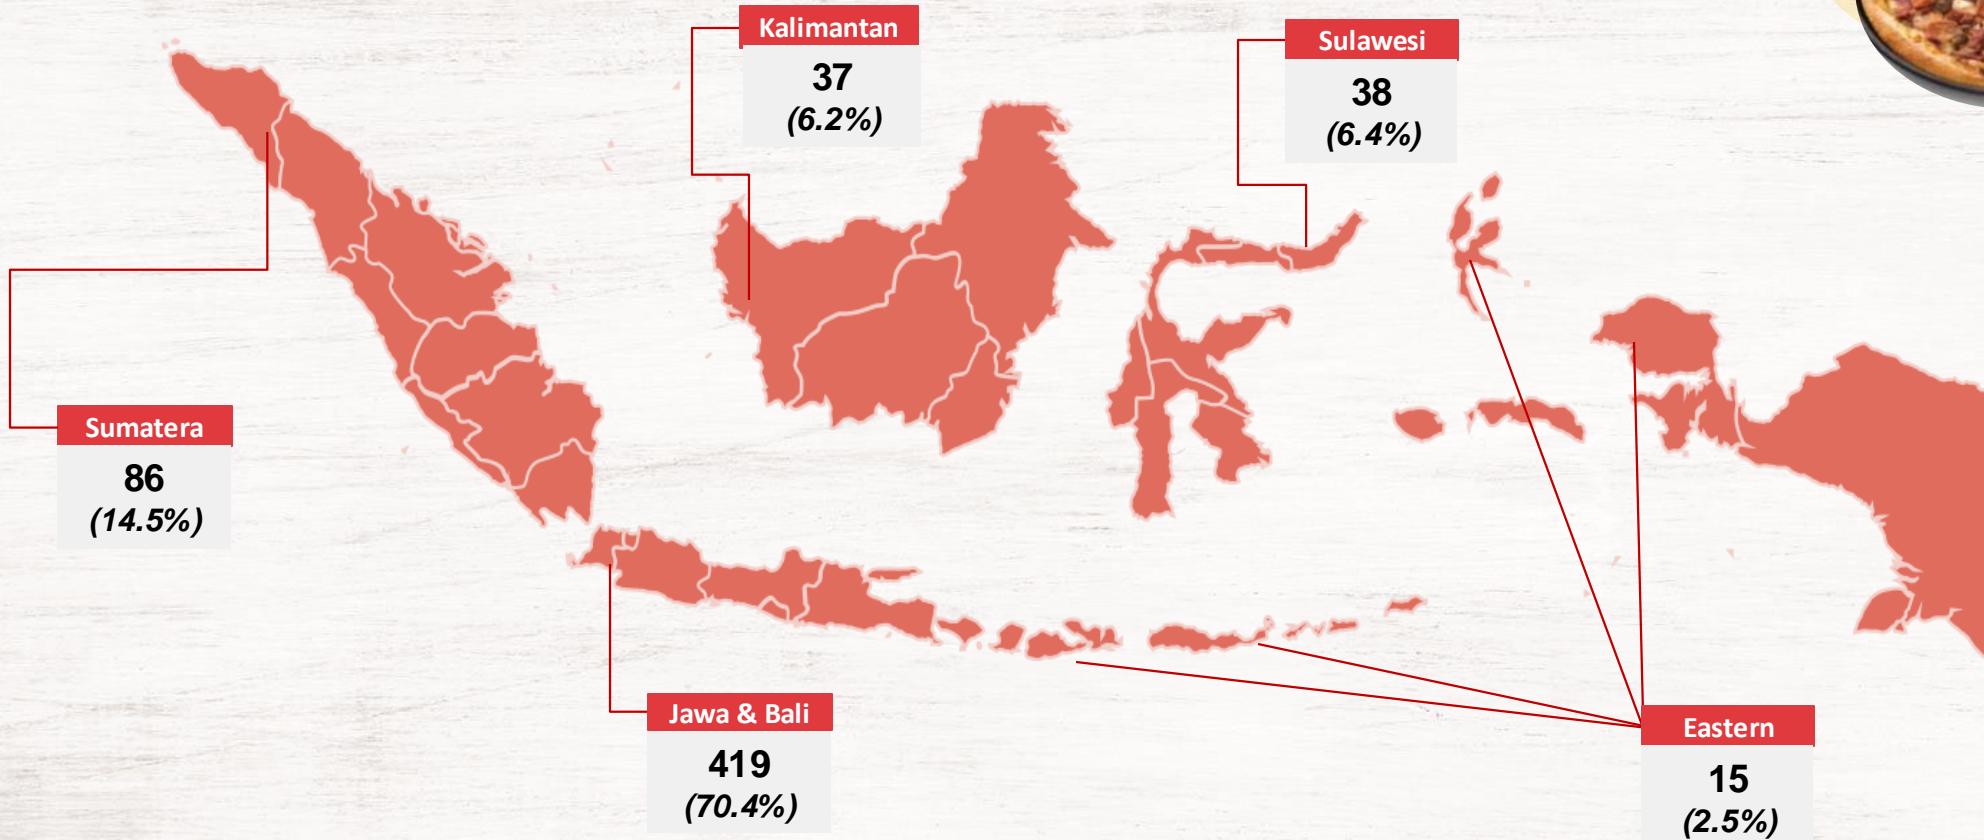 Kalimantan
37
(6.2%)
Sulawesi
38
(6.4%)
Sumatera
86
(14.5%)
Jawa & Bali
419
(70.4%)
Eastern
15
(2.5%)